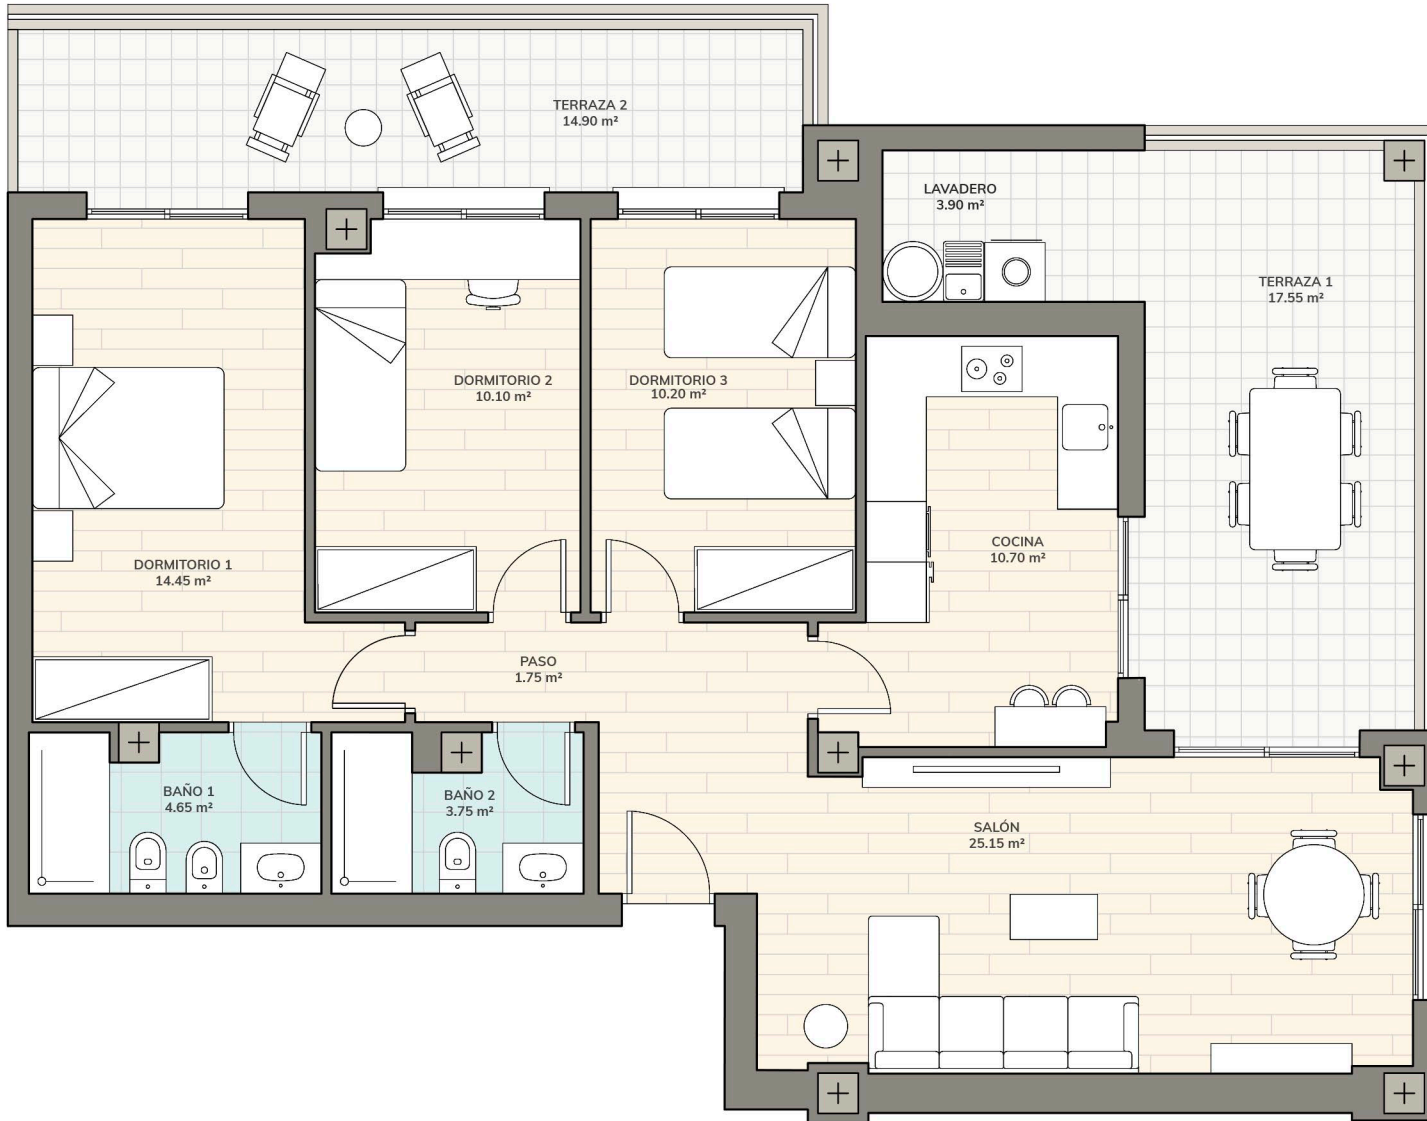 TERRAZA 2
14.90 m²
LAVADERO
3.90 m²
TERRAZA 1
17.55 m²
DORMITORIO 2
10.10 m²
DORMITORIO 3
10.20 m²
COCINA
10.70 m²
DORMITORIO 1
14.45 m²
PASO
1.75 m²
BAÑO 1
4.65 m²
BAÑO 2
3.75 m²
SALÓN
25.15 m²